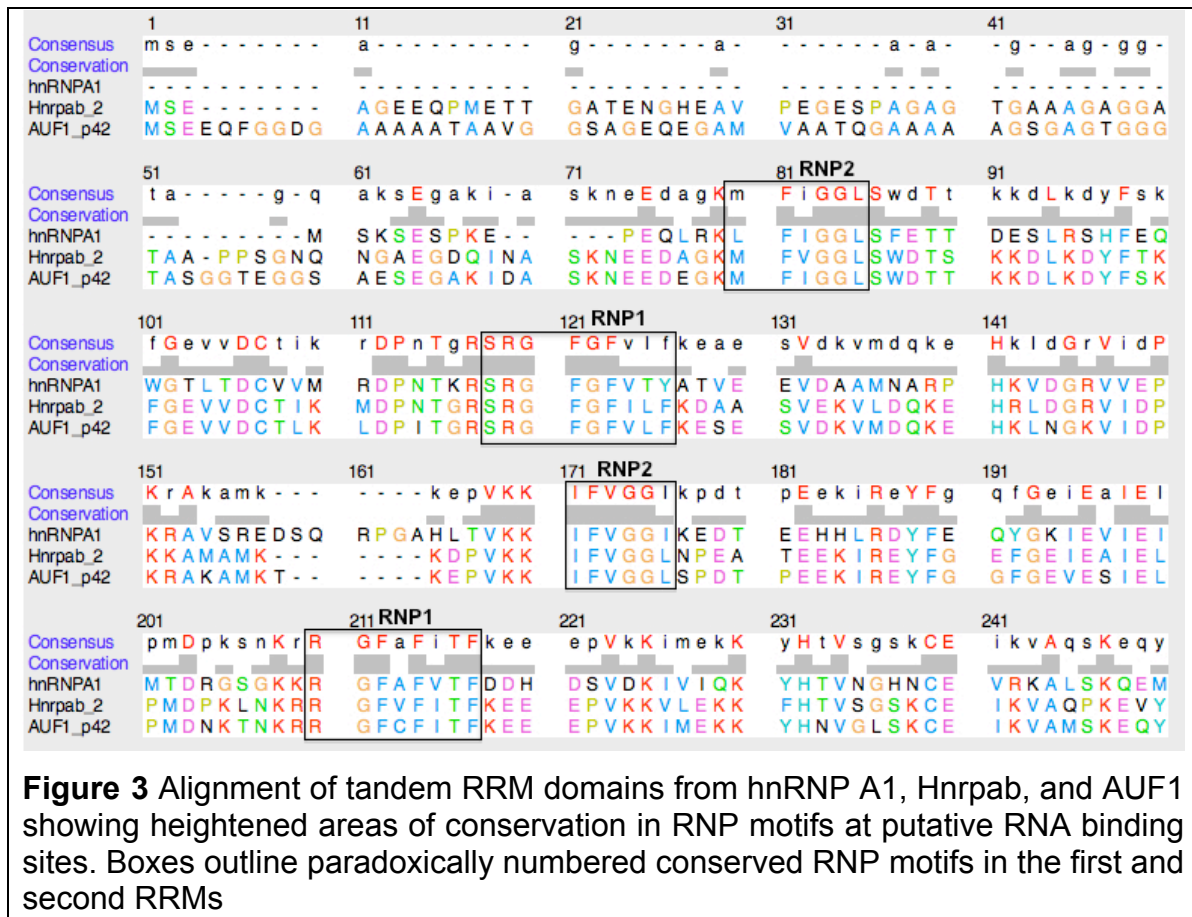 1 11 21 31 41
Consensus m s e - - - - - - - a - - - - - - - - - g - - - - - - - a - - - - - - - - a - a - - g - - a g - g g -
Conservation
hnRNPA1 - - - - - - - - - - - - - - - - - - - - - - - - - - - - - - - - - - - - - - - - - - - - - - - - - -
Hnrpab_2 M S E - - - - - - - A G E E Q P M E T T G A T E N G H E A V P E G E S P A G A G T G A A A G A G G A
AUF1_p42 M S E E Q F G G D G A A A A A T A A V G G S A G E Q E G A M V A A T Q G A A A A A G S G A G T G G G
RNP2
51 61 71 81 91
Consensus t a - - - - - g - q a k s E g a k i - a s k n e E d a g K m F i G G L S w d T t k k d L k d y F s k
Conservation
hnRNPA1 - - - - - - - - - M S K S E S P K E - - - - - P E Q L R K L F I G G L S F E T T D E S L R S H F E Q
Hnrpab_2 T A A - P P S G N Q N G A E G D Q I N A S K N E E D A G K M F V G G L S W D T S K K D L K D Y F T K
AUF1_p42 T A S G G T E G G S A E S E G A K I D A S K N E E D E G K M F I G G L S W D T T K K D L K D Y F S K
RNP1
101 111 121 131 141
Consensus f G e v v D C t i k r D P n T g R S R G F G F v l f k e a e s V d k v m d q k e H k l d G r V i d P
Conservation
hnRNPA1 W G T L T D C V V M R D P N T K R S R G F G F V T Y A T V E E V D A A M N A R P H K V D G R V V E P
Hnrpab_2 F G E V V D C T I K M D P N T G R S R G F G F I L F K D A A S V E K V L D Q K E H R L D G R V I D P
AUF1_p42 F G E V V D C T L K L D P I T G R S R G F G F V L F K E S E S V D K V M D Q K E H K L N G K V I D P
RNP2
151 161 171 181 191
Consensus K r A k a m k - - - - - - - k e p V K K I F V G G l k p d t p E e k i R e Y F g q f G e i E a I E l
Conservation
hnRNPA1 K R A V S R E D S Q R P G A H L T V K K I F V G G I K E D T E E H H L R D Y F E Q Y G K I E V I E I
Hnrpab_2 K K A M A M K - - - - - - - K D P V K K I F V G G L N P E A T E E K I R E Y F G E F G E I E A I E L
AUF1_p42 K R A K A M K T - - - - - - K E P V K K I F V G G L S P D T P E E K I R E Y F G G F G E V E S I E L
RNP1
201 211 221 231 241
Consensus p m D p k s n K r R G F a F i T F k e e e p V k K i m e k K y H t V s g s k C E i k v A q s K e q y
Conservation
hnRNPA1 M T D R G S G K K R G F A F V T F D D H D S V D K I V I Q K Y H T V N G H N C E V R K A L S K Q E M
Hnrpab_2 P M D P K L N K R R G F V F I T F K E E E P V K K V L E K K F H T V S G S K C E I K V A Q P K E V Y
AUF1_p42 P M D N K T N K R R G F C F I T F K E E E P V K K I M E K K Y H N V G L S K C E I K V A M S K E Q Y
Figure 3 Alignment of tandem RRM domains from hnRNP A1, Hnrpab, and AUF1
showing heightened areas of conservation in RNP motifs at putative RNA binding
sites. Boxes outline paradoxically numbered conserved RNP motifs in the first and
second RRMs